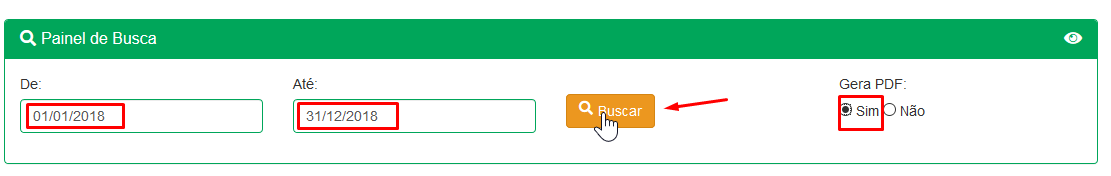 Painel de Busca
De:
Até:
Gera PDF:
01/01/2018
31/12/2018
Buscar
Sim
Não